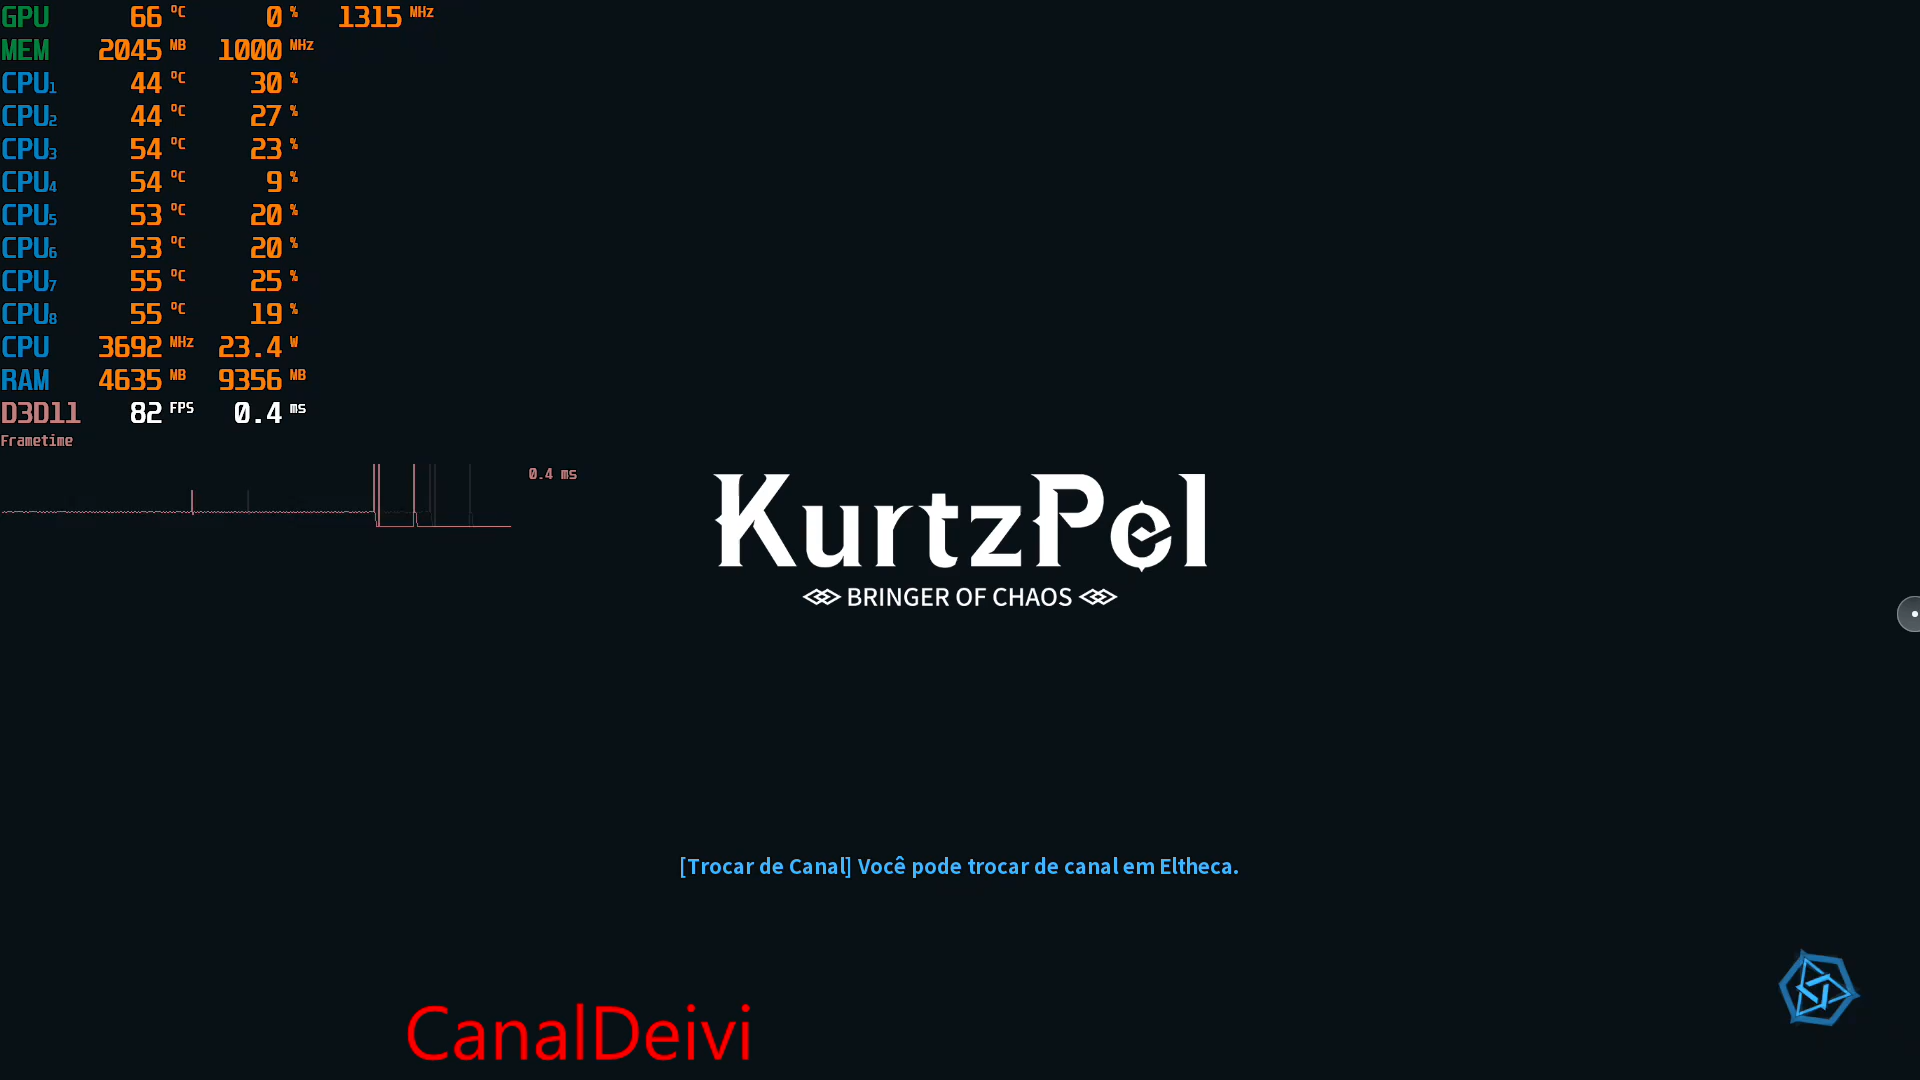 GPU 66 °C 0 % 1315 MHz
MEM 2045 MB 1000 MHz
CPU1 44 °C 30 %
CPU2 44 °C 27 %
CPU3 54 °C 23 %
CPU4 54 °C 9 %
CPU5 53 °C 20 %
CPU6 53 °C 20 %
CPU7 55 °C 25 %
CPU8 55 °C 19 %
CPU 3692 MHz 23.4 W
RAM 4635 MB 9356 MB
D3D11 82 FPS 0.4 ms
Frametime
0.4 ms
KurtzPel
BRINGER OF CHAOS
[Trocar de Canal] Você pode trocar de canal em Eltheca.
CanalDeivi